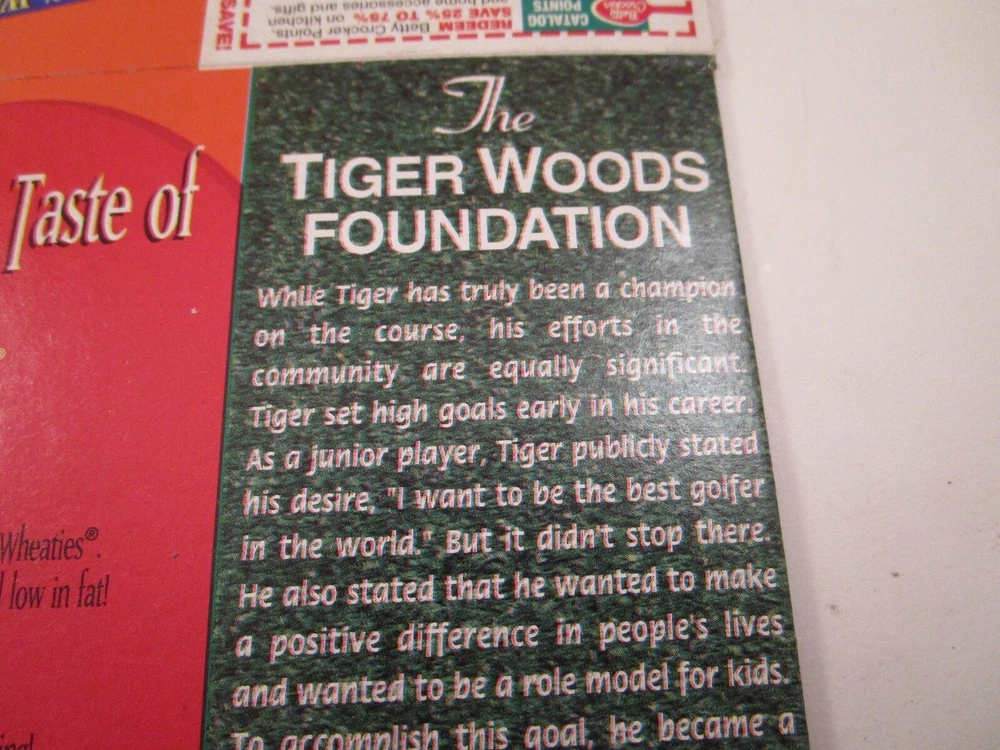 SAVE!
REDEEM Betty Crocker Points.
SAVE 25% TO 75% on kitchen
and home accessories and gifts.
Betty
Crocker
CATALOG
POINTS
The
TIGER WOODS
FOUNDATION
While Tiger has truly been a champion
on the course, his efforts in the
community are equally significant.
Tiger set high goals early in his career.
As a junior player, Tiger publicly stated
his desire, "I want to be the best golfer
in the world." But it didn't stop there.
He also stated that he wanted to make
a positive difference in people's lives
and wanted to be a role model for kids.
To accomplish this goal, he became a
Taste of
Wheaties®.
low in fat!